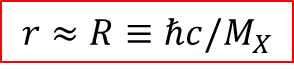 r ≈ R ≡ ℏc/M_X